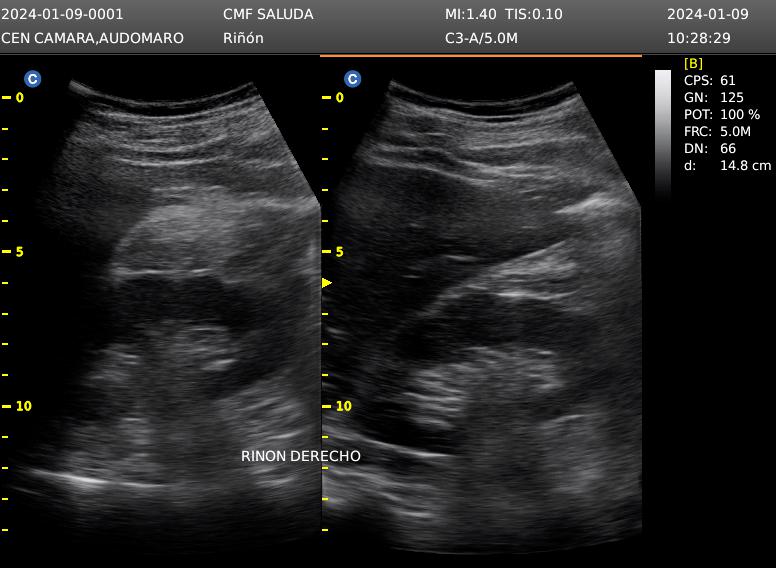 2024-01-09-0001 CMF SALUDA MI:1.40 TIS:0.10 2024-01-09
CEN CAMARA,AUDOMARO Riñón C3-A/5.0M 10:28:29
[B]
C C
CPS: 61
0 0
GN: 125
POT: 100 %
FRC: 5.0M
DN: 66
d: 14.8 cm
5 5
10 10
RINON DERECHO